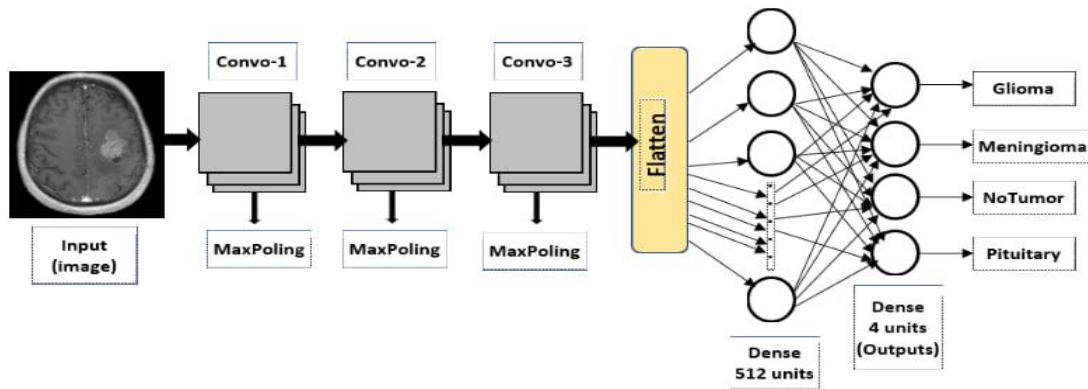 Convo-1
Convo-2
Convo-3
Input
(image)
MaxPoling
MaxPoling
MaxPoling
Flatten
Dense
512 units
Dense
4 units
(Outputs)
Glioma
Meningioma
NoTumor
Pituitary